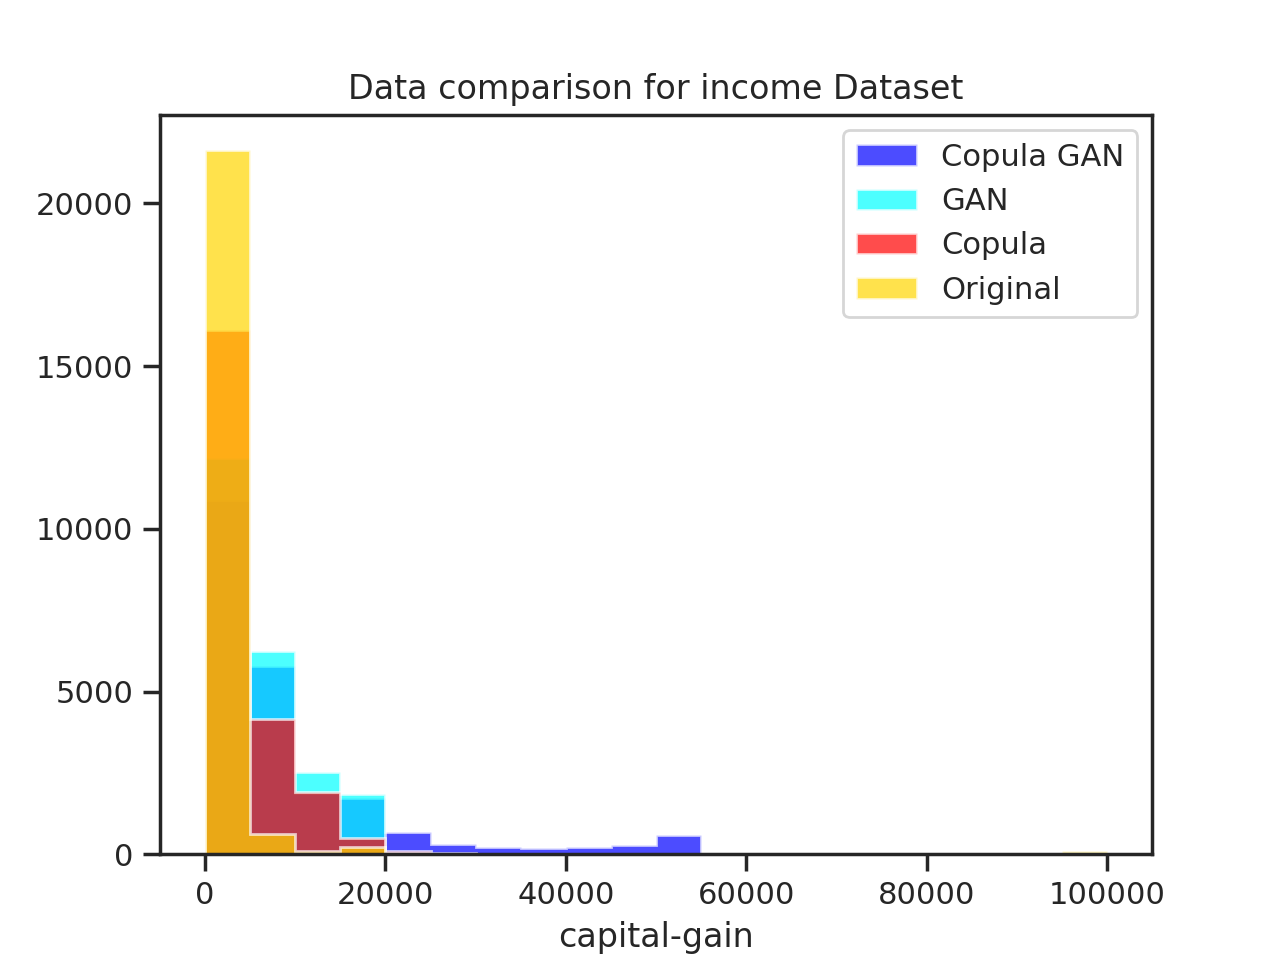 Data comparison for income Dataset
Copula GAN
GAN
Copula
Original
20000
15000
10000
5000
0
0 20000 40000 60000 80000 100000
capital-gain